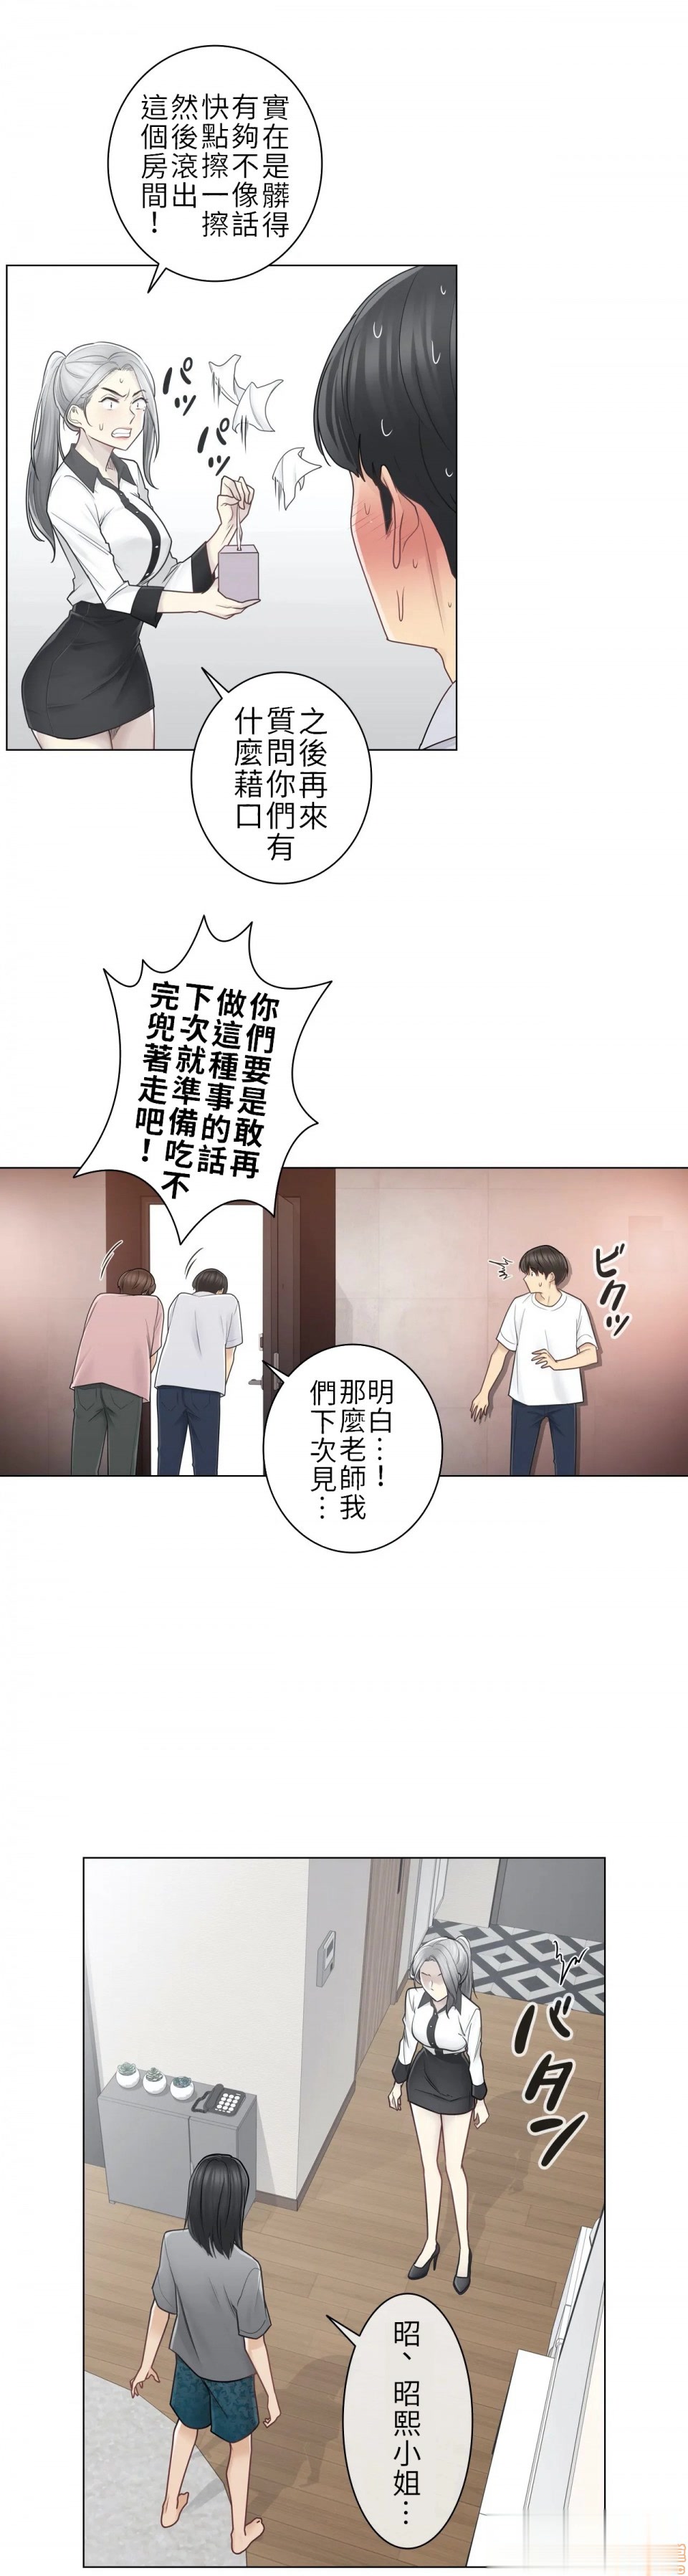 實在是髒得
有夠不像話
快點擦一擦
然後滾出
這個房間！
パッ
パッ
之後再來
質問你們有
什麼藉口
你們要是敢再
做這種事的話
下次就準備吃不
完兜著走吧！
ビクッ
明白…！
那麼老師我
們下次見…
バタン
昭、昭熙小姐…